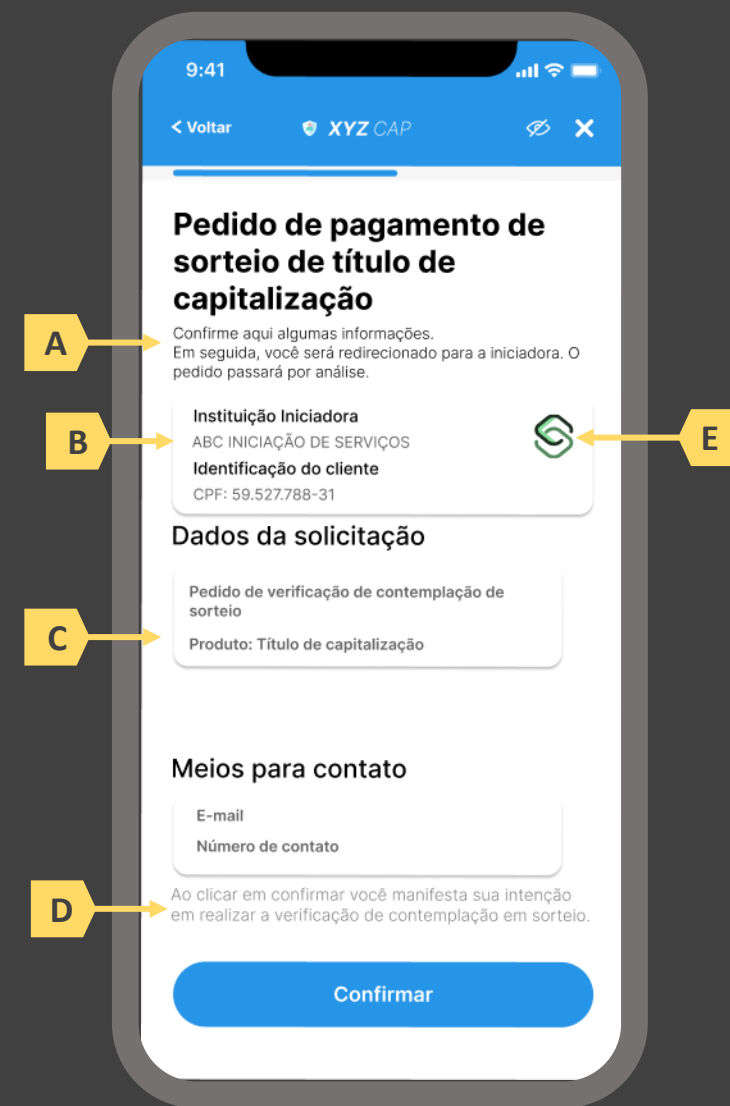 9:41
< Voltar
XYZ CAP
Pedido de pagamento de
sorteio de título de
capitalização
A
Confirme aqui algumas informações.
Em seguida, você será redirecionado para a iniciadora. O
pedido passará por análise.
Instituição Iniciadora
B
ABC INICIAÇÃO DE SERVIÇOS
E
Identificação do cliente
CPF: 59.527.788-31
Dados da solicitação
Pedido de verificação de contemplação de
sorteio
C
Produto: Título de capitalização
Meios para contato
E-mail
Número de contato
D
Ao clicar em confirmar você manifesta sua intenção
em realizar a verificação de contemplação em sorteio.
Confirmar